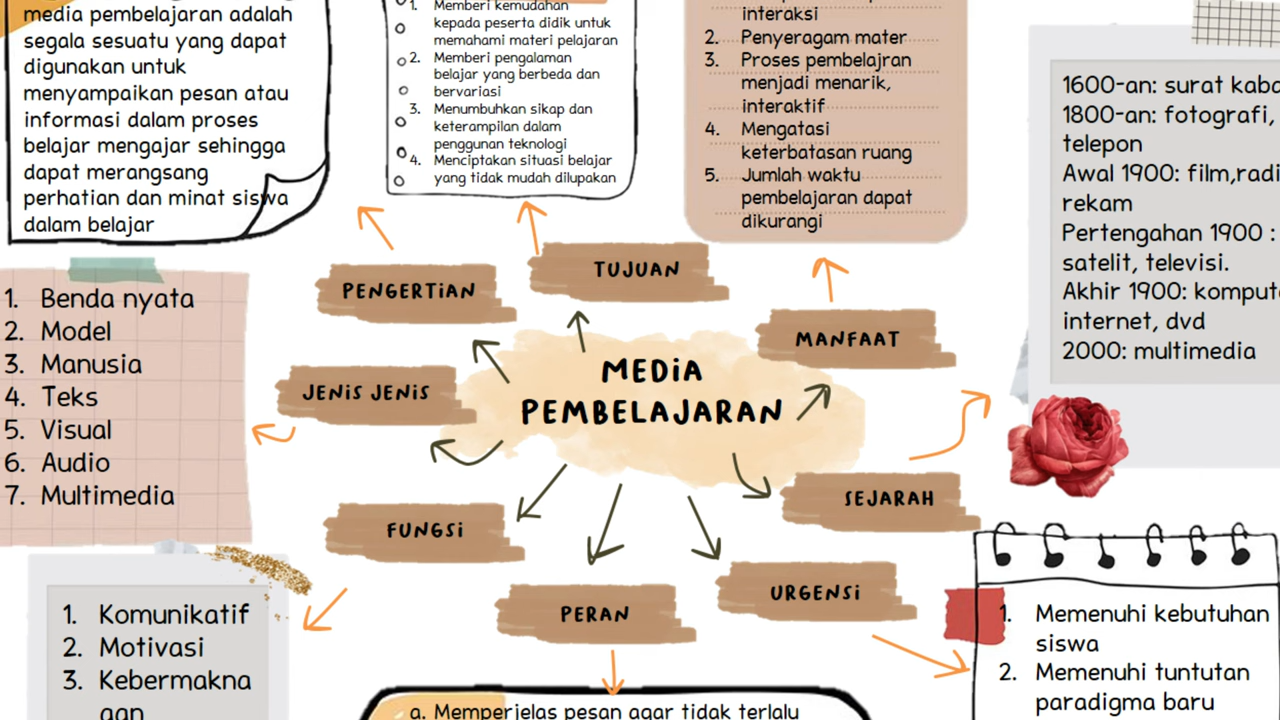 media pembelajaran adalah
segala sesuatu yang dapat
digunakan untuk
menyampaikan pesan atau
informasi dalam proses
belajar mengajar sehingga
dapat merangsang
perhatian dan minat siswa
dalam belajar
1. Memberi kemudahan
kepada peserta didik untuk
memahami materi pelajaran
2. Memberi pengalaman
belajar yang berbeda dan
bervariasi
3. Menumbuhkan sikap dan
keterampilan dalam
penggunan teknologi
4. Menciptakan situasi belajar
yang tidak mudah dilupakan
interaksi
2. Penyeragam mater
3. Proses pembelajran
menjadi menarik,
interaktif
4. Mengatasi
keterbatasan ruang
5. Jumlah waktu
pembelajaran dapat
dikurangi
1600-an: surat kaba
1800-an: fotografi,
telepon
Awal 1900: film,radi
rekam
Pertengahan 1900 :
satelit, televisi.
Akhir 1900: komput
internet, dvd
2000: multimedia
PENGERTiAN
TUJUAN
MANFAAT
JENiS JENiS
MEDiA
PEMBELAJARAN
SEJARAH
FUNGSi
PERAN
URGENSi
1. Benda nyata
2. Model
3. Manusia
4. Teks
5. Visual
6. Audio
7. Multimedia
1. Komunikatif
2. Motivasi
3. Kebermakna
aan
a. Memperjelas pesan agar tidak terlalu
1. Memenuhi kebutuhan
siswa
2. Memenuhi tuntutan
paradigma baru